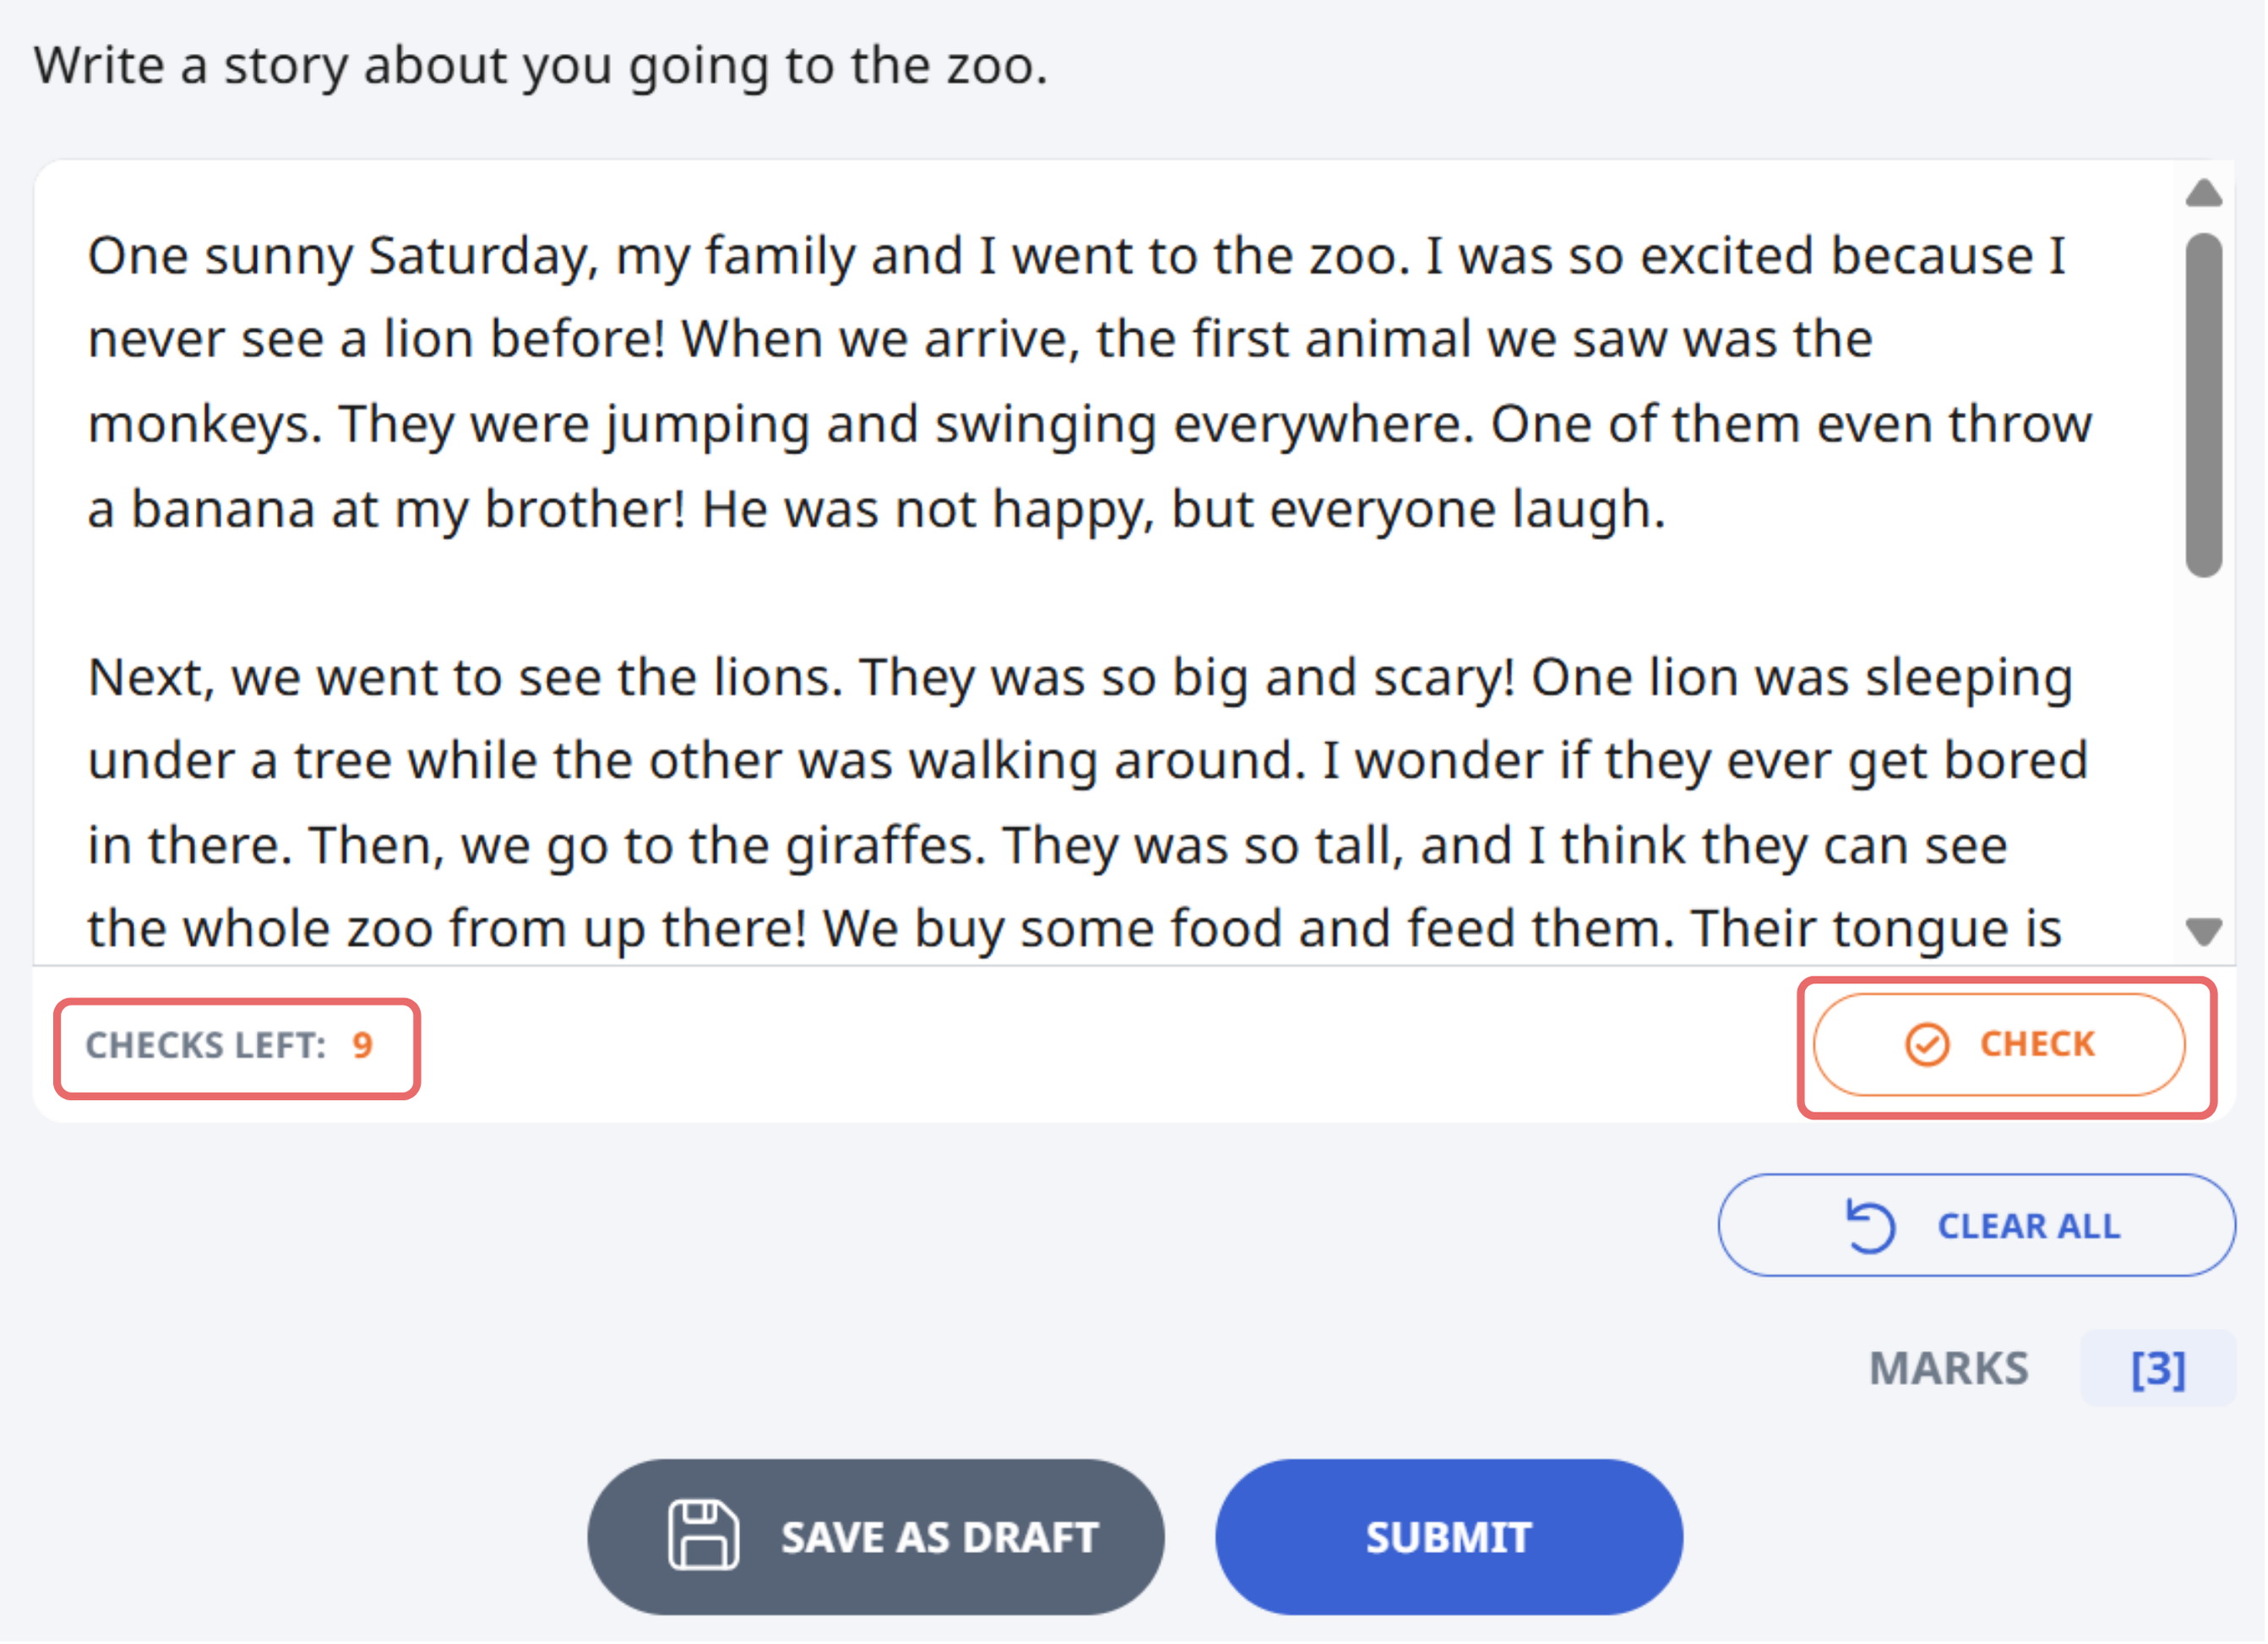 Write a story about you going to the zoo.
One sunny Saturday, my family and I went to the zoo. I was so excited because I
never see a lion before! When we arrive, the first animal we saw was the
monkeys. They were jumping and swinging everywhere. One of them even throw
a banana at my brother! He was not happy, but everyone laugh.
Next, we went to see the lions. They was so big and scary! One lion was sleeping
under a tree while the other was walking around. I wonder if they ever get bored
in there. Then, we go to the giraffes. They was so tall, and I think they can see
the whole zoo from up there! We buy some food and feed them. Their tongue is
CHECKS LEFT: 9
CHECK
CLEAR ALL
MARKS [3]
SAVE AS DRAFT
SUBMIT